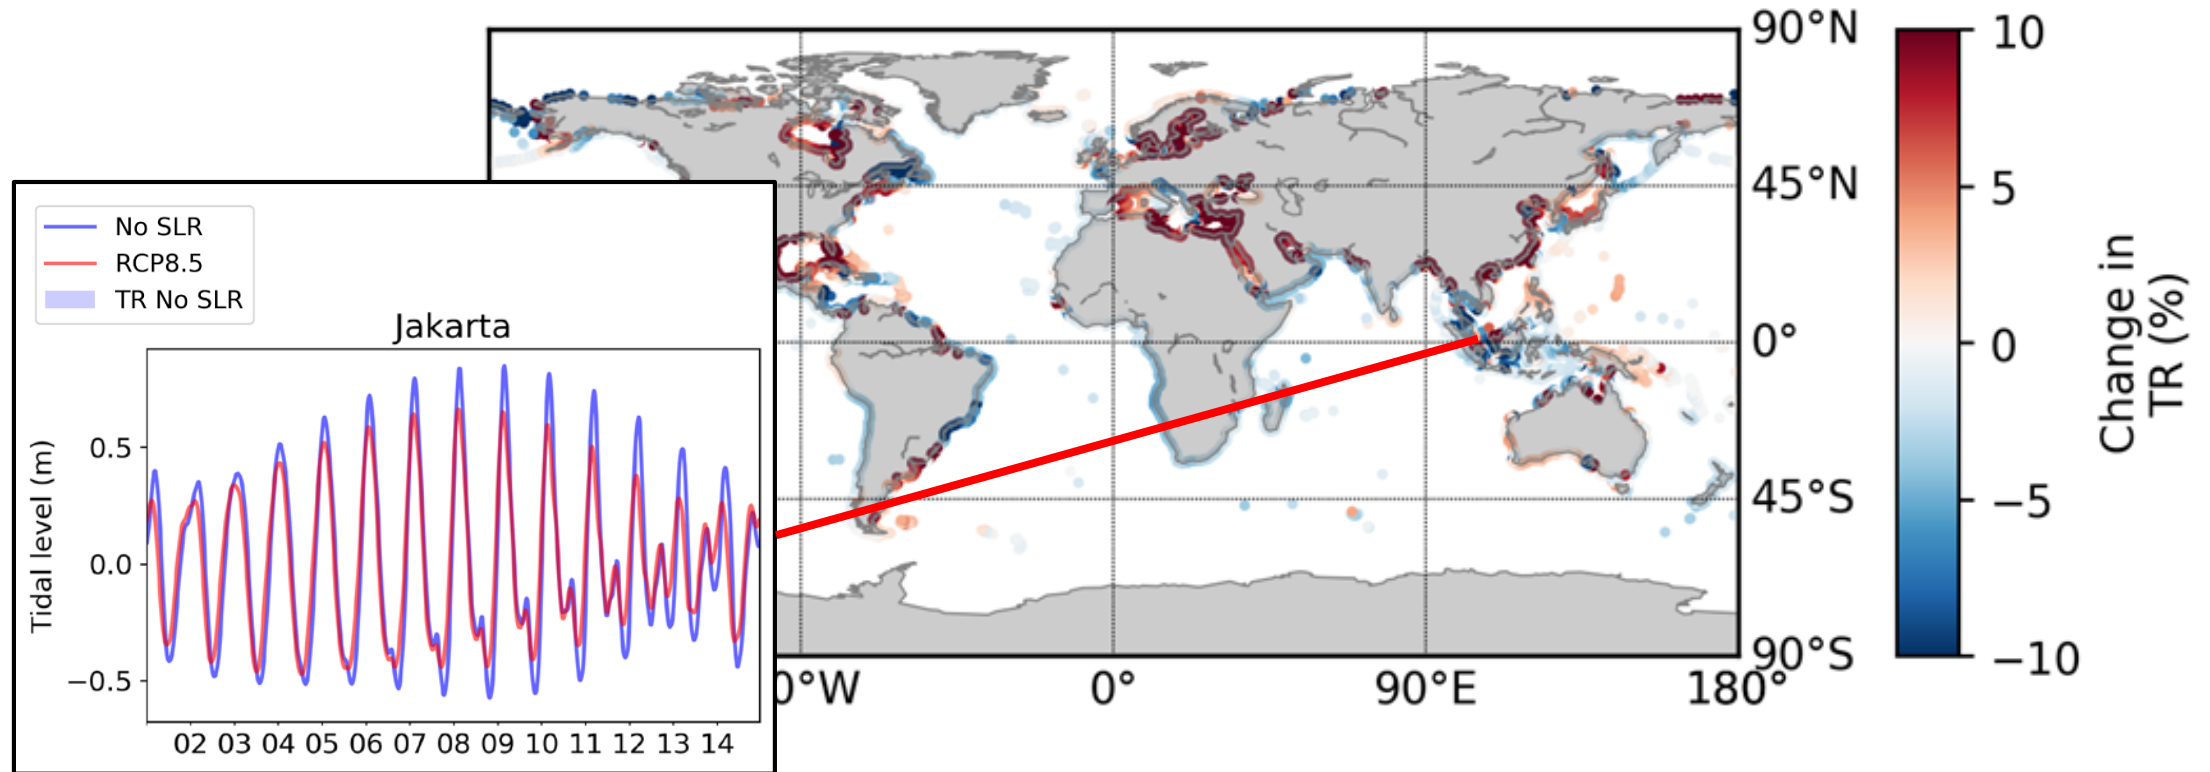 No SLR
RCP8.5
TR No SLR
Jakarta
Tidal level (m)
0.5
0.0
−0.5
02 03 04 05 06 07 08 09 10 11 12 13 14
90°N
45°N
0°
45°S
90°S
0°W 0° 90°E 180°
10
5
0
−5
−10
Change in
TR (%)